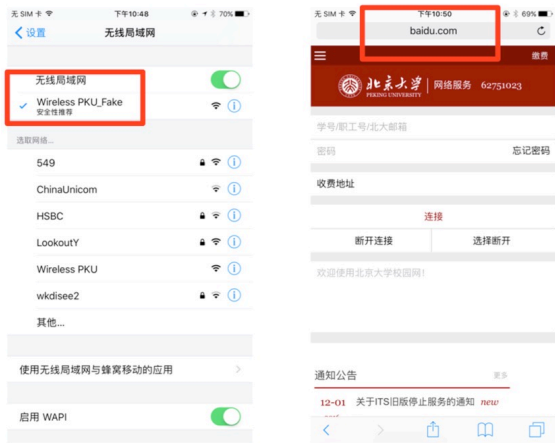 无 SIM 卡
下午10:48
70%
设置
无线局域网
无线局域网
Wireless PKU_Fake
安全性推荐
选取网络...
549
ChinaUnicom
HSBC
LookoutY
Wireless PKU
wkdisee2
其他...
使用无线局域网与蜂窝移动的应用
启用 WAPI
无 SIM 卡
下午10:50
69%
baidu.com
缴费
北京大学
PEKING UNIVERSITY
网络服务 62751023
学号/职工号/北大邮箱
密码
忘记密码
收费地址
连接
断开连接
选择断开
欢迎使用北京大学校园网!
通知公告
更多
12-01 关于ITS旧版停止服务的通知 new